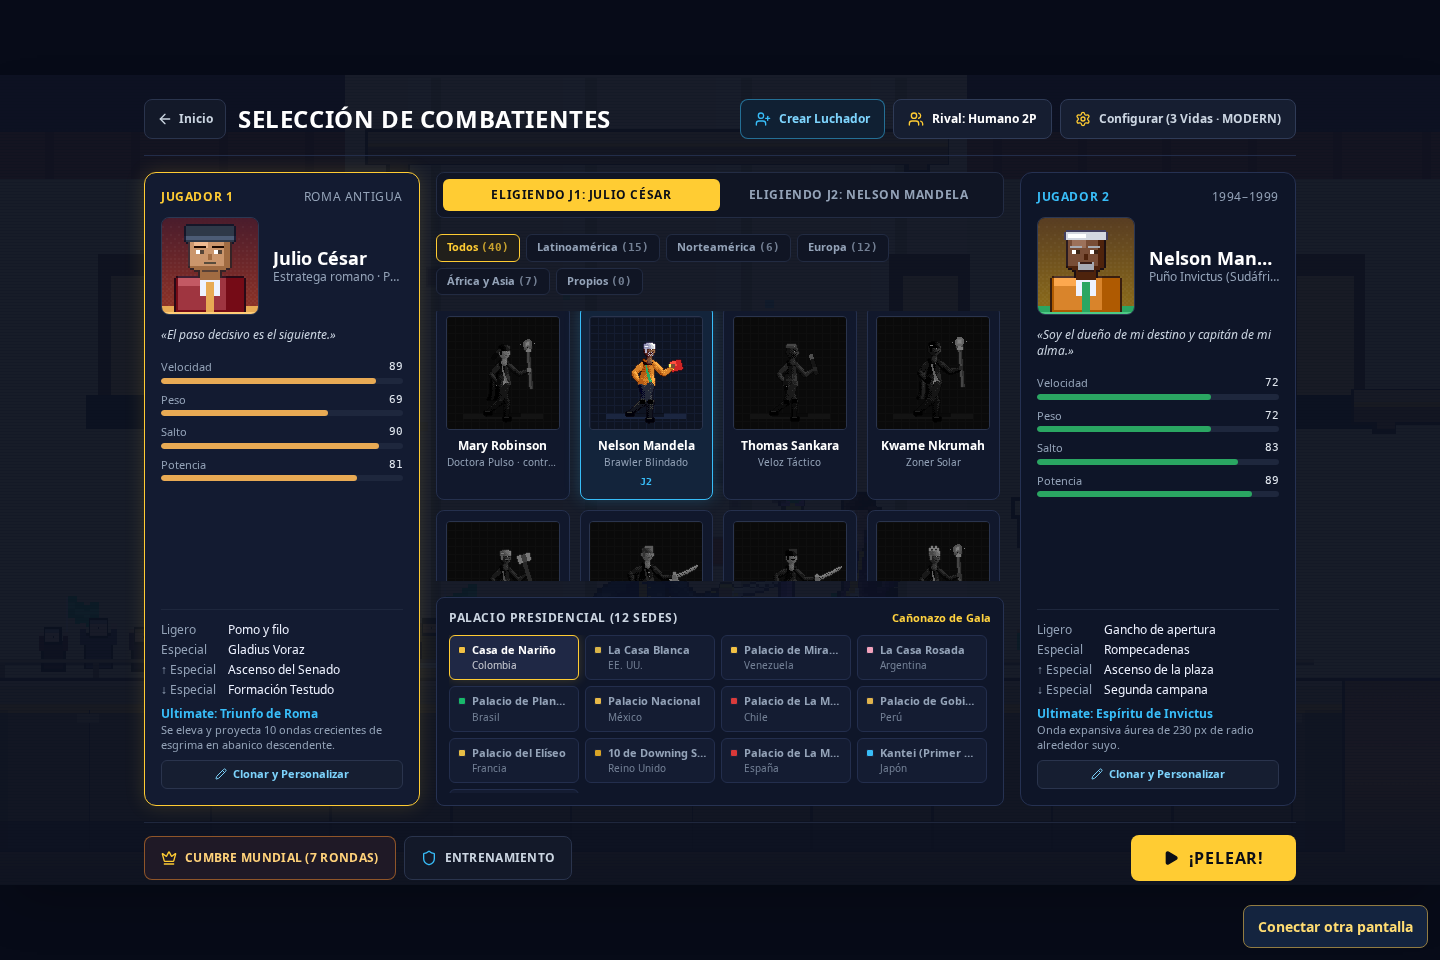 Inicio
SELECCIÓN DE COMBATIENTES
Crear Luchador
Rival: Humano 2P
Configurar (3 Vidas · MODERN)
JUGADOR 1
ROMA ANTIGUA
Julio César
Estratega romano · P...
«El paso decisivo es el siguiente.»
Velocidad 89
Peso 69
Salto 90
Potencia 81
Ligero Pomo y filo
Especial Gladius Voraz
↑ Especial Ascenso del Senado
↓ Especial Formación Testudo
Ultimate: Triunfo de Roma
Se eleva y proyecta 10 ondas crecientes de
esgrima en abanico descendente.
Clonar y Personalizar
ELIGIENDO J1: JULIO CÉSAR
ELIGIENDO J2: NELSON MANDELA
Todos (40)
Latinoamérica (15)
Norteamérica (6)
Europa (12)
África y Asia (7)
Propios (0)
Mary Robinson
Doctora Pulso · contr...
Nelson Mandela
Brawler Blindado
J2
Thomas Sankara
Veloz Táctico
Kwame Nkrumah
Zoner Solar
PALACIO PRESIDENCIAL (12 SEDES)
Cañonazo de Gala
Casa de Nariño
Colombia
La Casa Blanca
EE. UU.
Palacio de Mira...
Venezuela
La Casa Rosada
Argentina
Palacio de Plan...
Brasil
Palacio Nacional
México
Palacio de La M...
Chile
Palacio de Gobi...
Perú
Palacio del Elíseo
Francia
10 de Downing S...
Reino Unido
Palacio de La M...
España
Kantei (Primer ...
Japón
JUGADOR 2
1994–1999
Nelson Man...
Puño Invictus (Sudáfri...
«Soy el dueño de mi destino y capitán de mi
alma.»
Velocidad 72
Peso 72
Salto 83
Potencia 89
Ligero Gancho de apertura
Especial Rompecadenas
↑ Especial Ascenso de la plaza
↓ Especial Segunda campana
Ultimate: Espíritu de Invictus
Onda expansiva áurea de 230 px de radio
alrededor suyo.
Clonar y Personalizar
CUMBRE MUNDIAL (7 RONDAS)
ENTRENAMIENTO
¡PELEAR!
Conectar otra pantalla